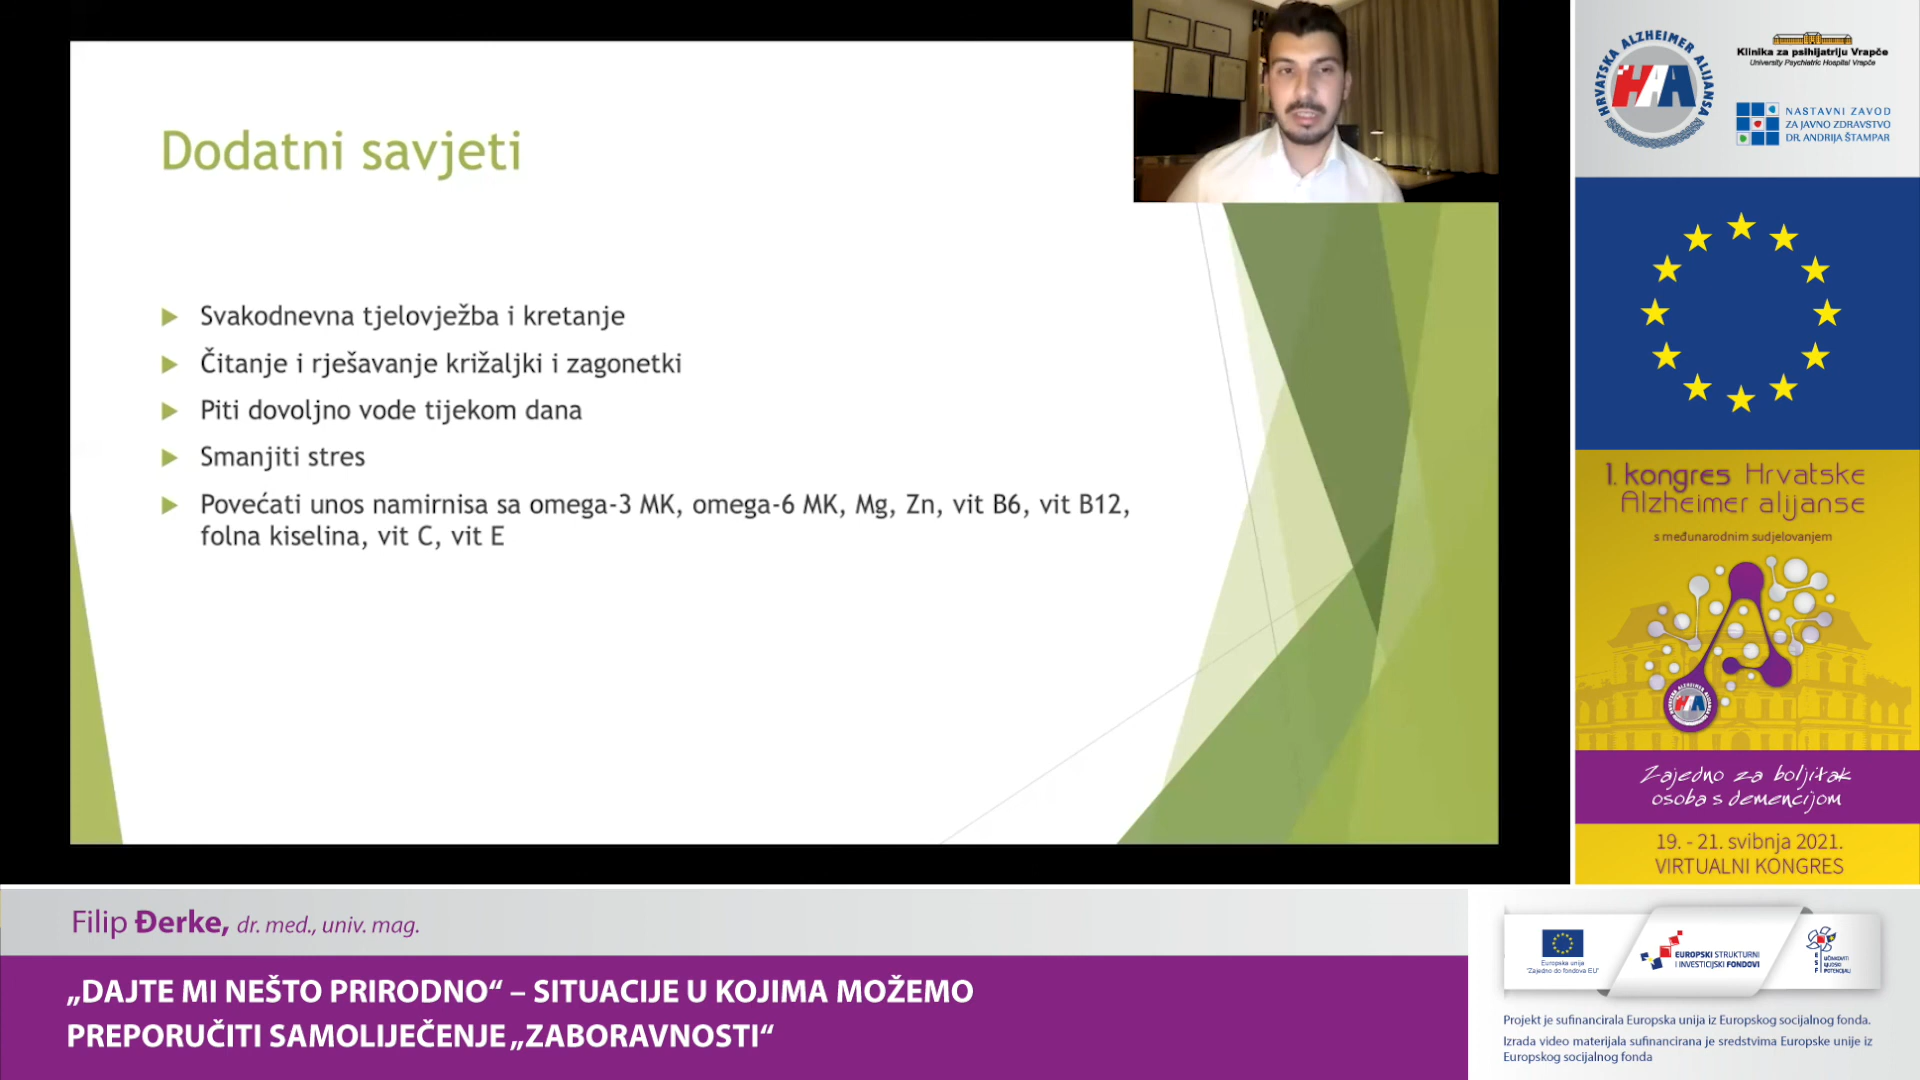 Dodatni savjeti
Svakodnevna tjelovježba i kretanje
Čitanje i rješavanje križaljki i zagonetki
Piti dovoljno vode tijekom dana
Smanjiti stres
Povećati unos namirnisa sa omega-3 MK, omega-6 MK, Mg, Zn, vit B6, vit B12,
folna kiselina, vit C, vit E
HRVATSKA ALZHEIMER ALIJANSA
HAA
Klinika za psihijatriju Vrapče
University Psychiatric Hospital Vrapče
NASTAVNI ZAVOD
ZA JAVNO ZDRAVSTVO
DR. ANDRIJA ŠTAMPAR
1. kongres Hrvatske
Alzheimer alijanse
s međunarodnim sudjelovanjem
Zajedno za boljitak
osoba s demencijom
19. - 21. svibnja 2021.
VIRTUALNI KONGRES
Filip Đerke, dr. med., univ. mag.
„DAJTE MI NEŠTO PRIRODNO“ – SITUACIJE U KOJIMA MOŽEMO
PREPORUČITI SAMOLIJEČENJE „ZABORAVNOSTI“
Europska unija
"Zajedno do fondova EU"
EUROPSKI STRUKTURNI
I INVESTICIJSKI FONDOVI
ESF
UČINKOVITI
LJUDSKI
POTENCIJALI
Projekt je sufinancirala Europska unija iz Europskog socijalnog fonda.
Izrada video materijala sufinancirana je sredstvima Europske unije iz
Europskog socijalnog fonda